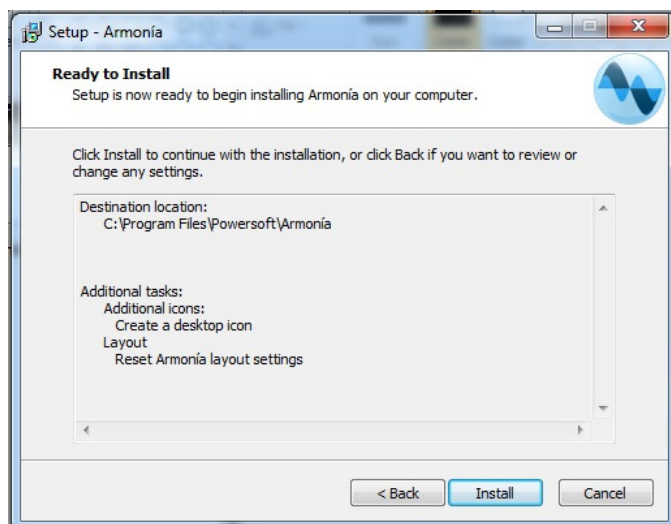 Setup - Armonía
Ready to Install
Setup is now ready to begin installing Armonía on your computer.
Click Install to continue with the installation, or click Back if you want to review or
change any settings.
Destination location:
C:\Program Files\Powersoft\Armonía
Additional tasks:
Additional icons:
Create a desktop icon
Layout
Reset Armonía layout settings
< Back
Install
Cancel